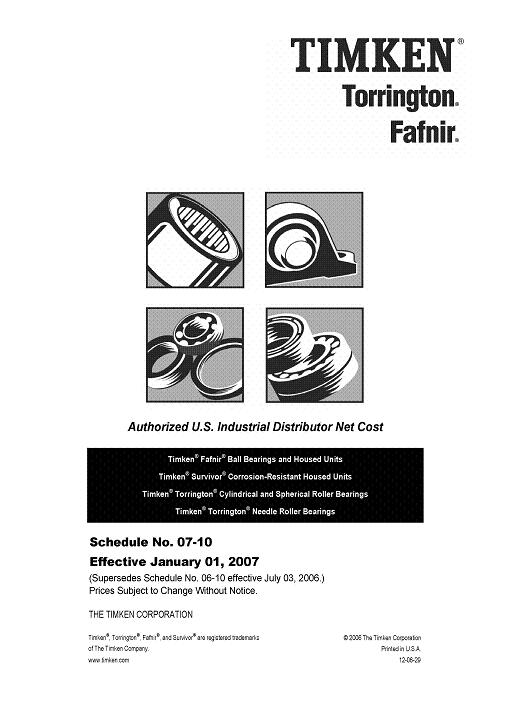 TIMKEN®
Torrington®
Fafnir®
Authorized U.S. Industrial Distributor Net Cost
Timken® Fafnir® Ball Bearings and Housed Units
Timken® Survivor® Corrosion-Resistant Housed Units
Timken® Torrington® Cylindrical and Spherical Roller Bearings
Timken® Torrington® Needle Roller Bearings
Schedule No. 07-10
Effective January 01, 2007
(Supersedes Schedule No. 06-10 effective July 03, 2006.)
Prices Subject to Change Without Notice.
THE TIMKEN CORPORATION
Timken®, Torrington®, Fafnir®, and Survivor® are registered trademarks
of The Timken Company.
www.timken.com
© 2006 The Timken Corporation
Printed in U.S.A.
12-06-29